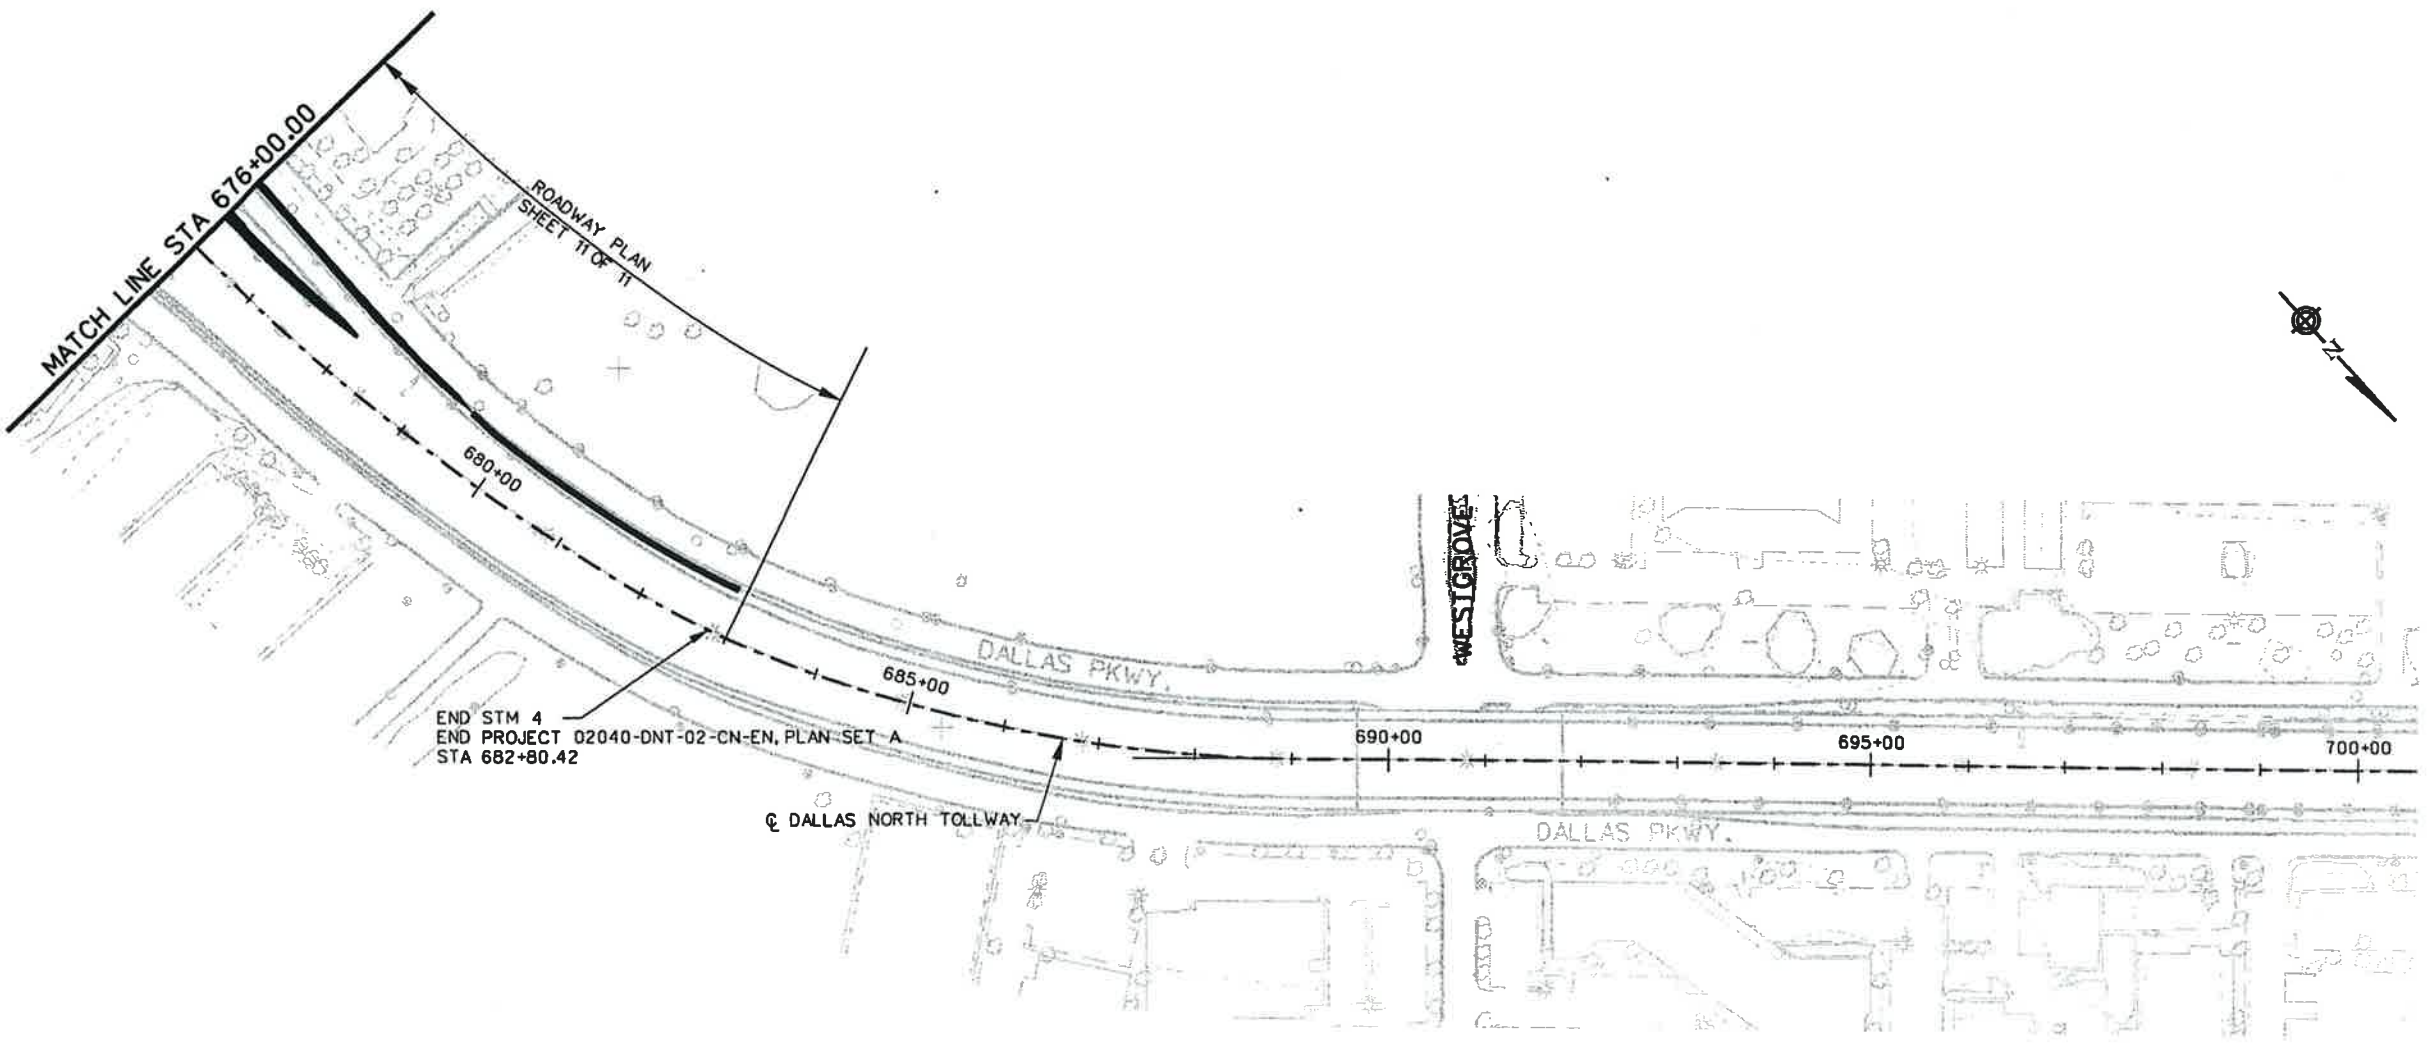 MATCH LINE STA 676+00.00
ROADWAY PLAN
SHEET 11 OF 11
680+00
END STM 4
END PROJECT 02040-DNT-02-CN-EN, PLAN SET A
STA 682+80.42
685+00
DALLAS PKWY.
℄ DALLAS NORTH TOLLWAY
690+00
WESTGROVE
695+00
700+00
DALLAS PKWY.
N